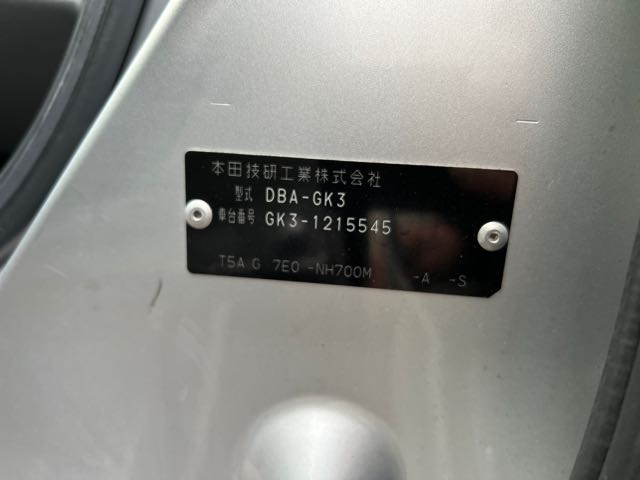 本田技研工業株式会社
型式 DBA-GK3
車台番号 GK3-1215545
T5A G 7E0 -NH700M -A -S